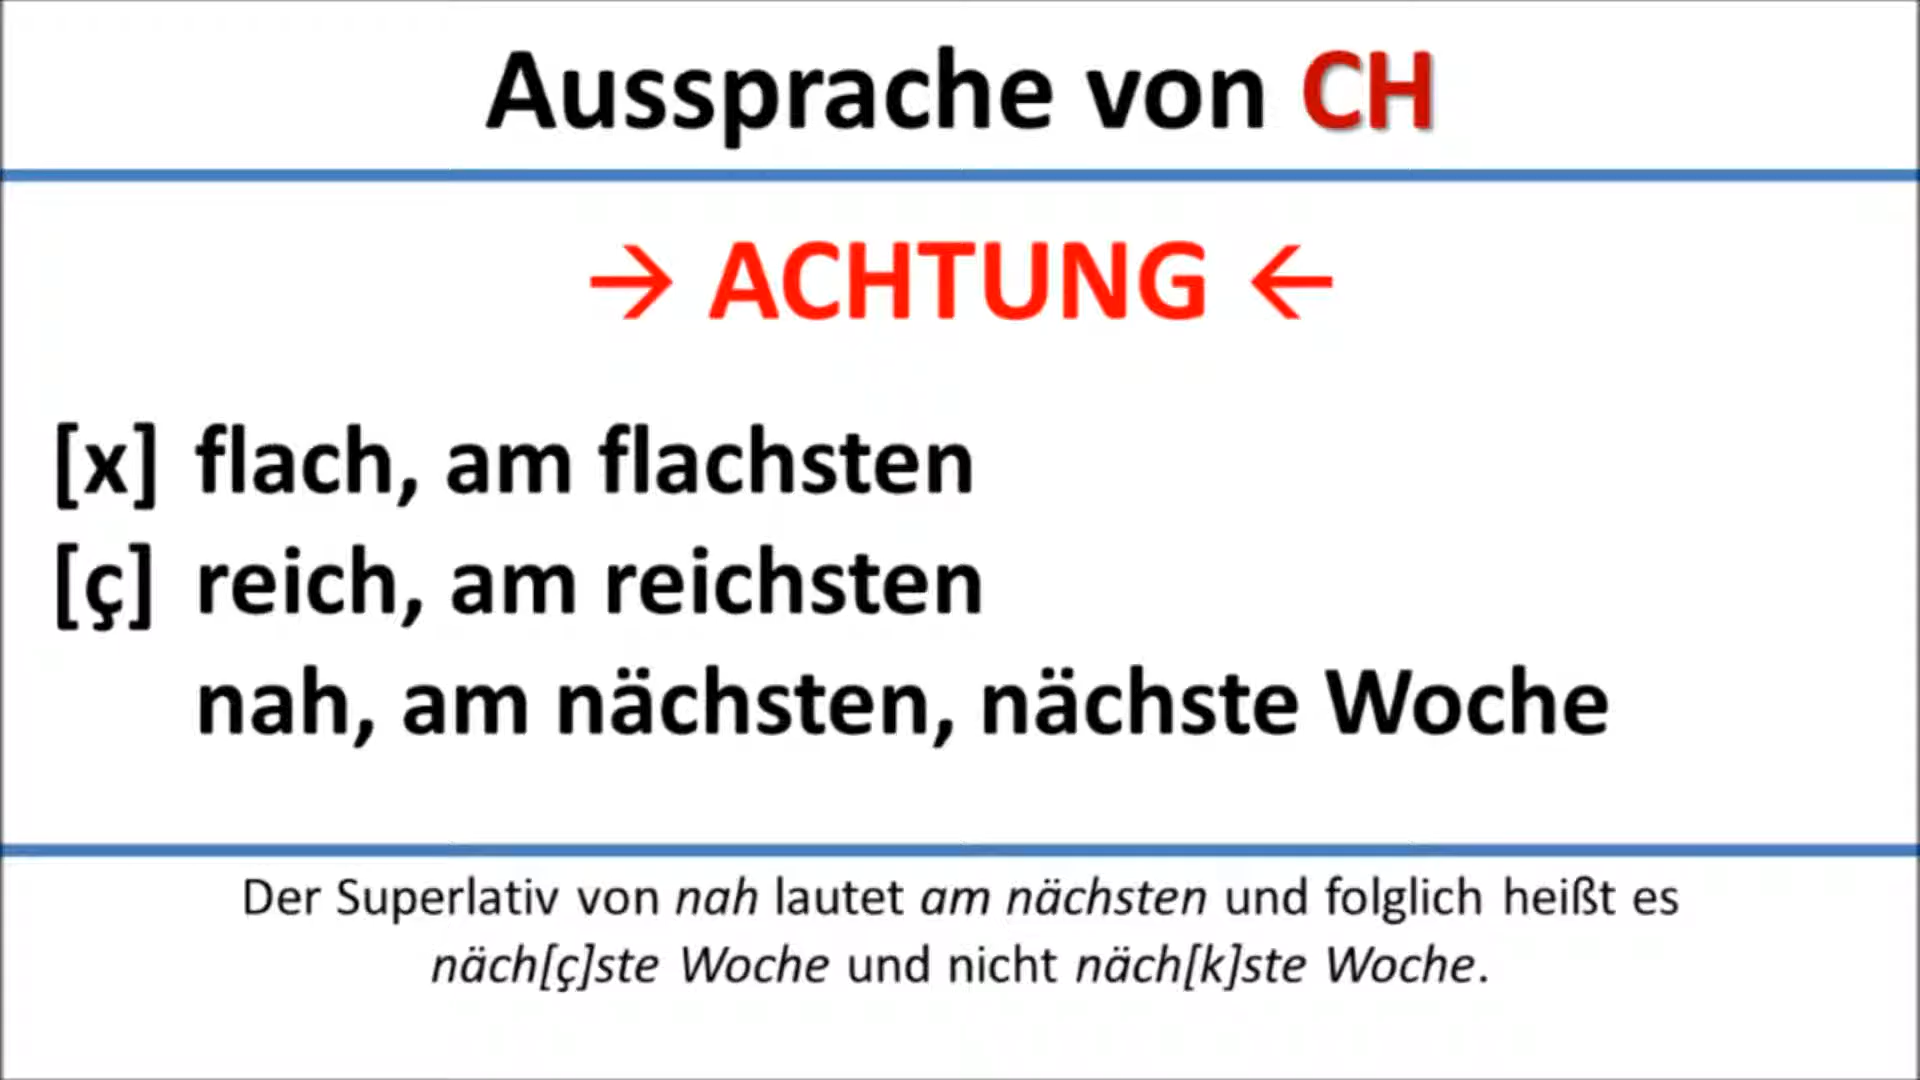 Aussprache von CH
→ ACHTUNG ←
[x] flach, am flachsten
[ç] reich, am reichsten
nah, am nächsten, nächste Woche
Der Superlativ von nah lautet am nächsten und folglich heißt es
näch[ç]ste Woche und nicht näch[k]ste Woche.